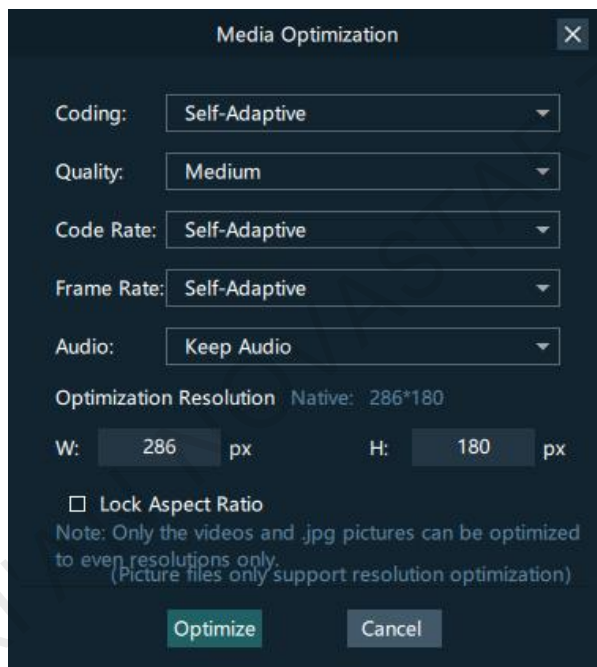 Media Optimization
Coding: Self-Adaptive
Quality: Medium
Code Rate: Self-Adaptive
Frame Rate: Self-Adaptive
Audio: Keep Audio
Optimization Resolution Native: 286*180
W: 286 px H: 180 px
Lock Aspect Ratio
Note: Only the videos and .jpg pictures can be optimized
to even resolutions only.
(Picture files only support resolution optimization)
Optimize Cancel